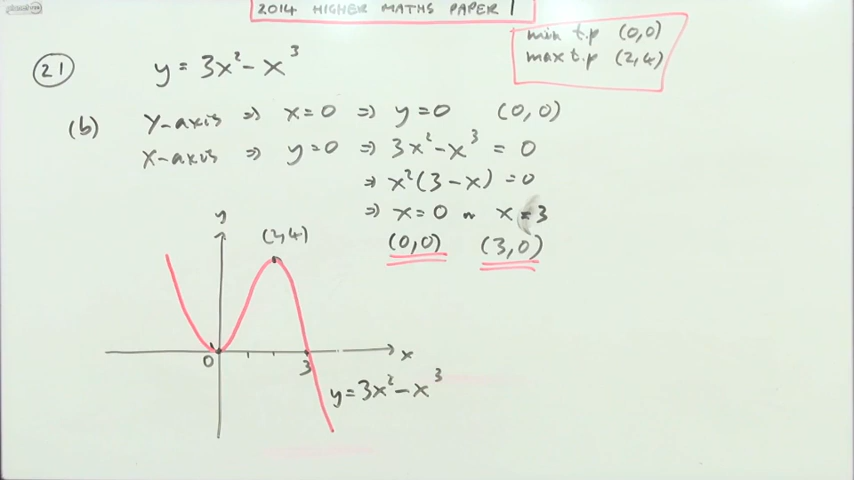 2014 HIGHER MATHS PAPER 1
min t.p (0,0)
max t.p (2,4)
21
y = 3x² - x³
(b) Y-axis ⇒ x=0 ⇒ y=0 (0,0)
X-axis ⇒ y=0 ⇒ 3x² - x³ = 0
⇒ x²(3-x) = 0
⇒ x=0 or x=3
(0,0) (3,0)
y
(2,4)
0
3
x
y=3x²-x³